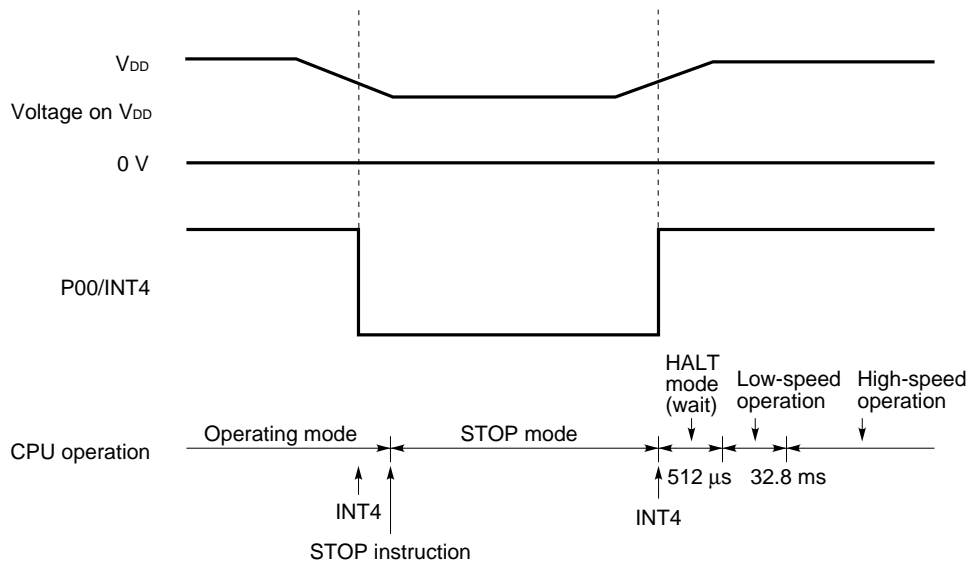 VDD
Voltage on VDD
0 V
P00/INT4
HALT
mode
(wait)
Low-speed
operation
High-speed
operation
CPU operation
Operating mode
STOP mode
512 μs
32.8 ms
INT4
INT4
STOP instruction